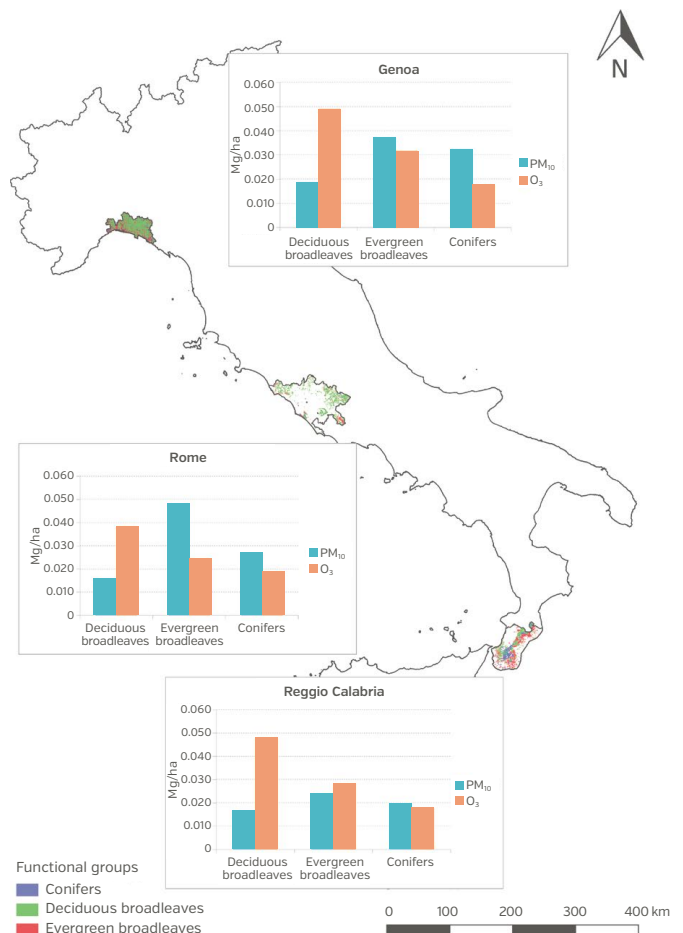 N
Genoa
0.060
0.050
0.040
0.030
0.020
0.010
0
Mg/ha
PM₁₀
O₃
Deciduous
broadleaves
Evergreen
broadleaves
Conifers
Rome
0.060
0.050
0.040
0.030
0.020
0.010
0
Mg/ha
PM₁₀
O₃
Deciduous
broadleaves
Evergreen
broadleaves
Conifers
Reggio Calabria
0.060
0.050
0.040
0.020
0.010
0
Mg/ha
PM₁₀
O₃
Deciduous
broadleaves
Evergreen
broadleaves
Conifers
Functional groups
Conifers
Deciduous broadleaves
Evergreen broadleaves
0 100 200 300 400 km